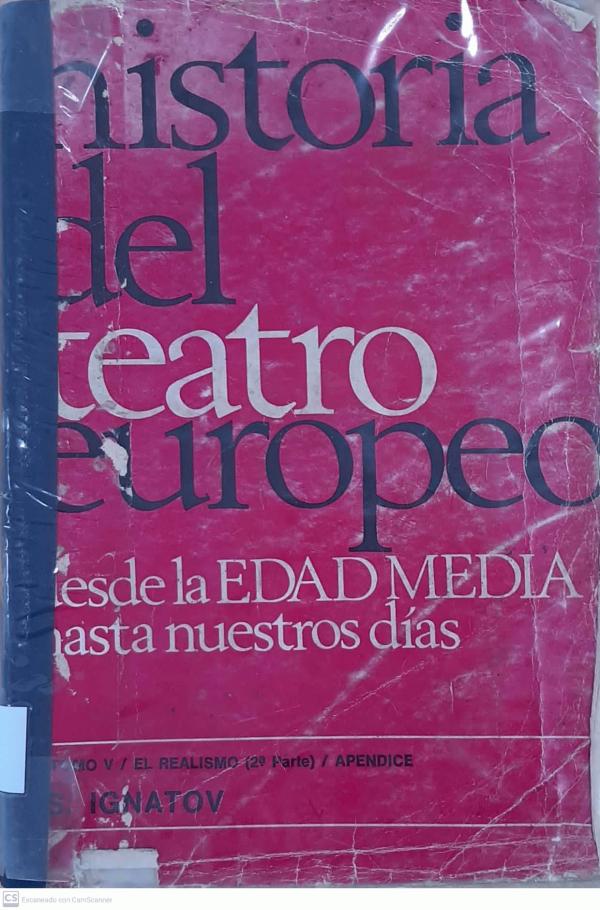 historia
del
teatro
europeo
desde la EDAD MEDIA
hasta nuestros días
TOMO V / EL REALISMO (2ª Parte) / APENDICE
S. IGNATOV
CS Escaneado con CamScanner